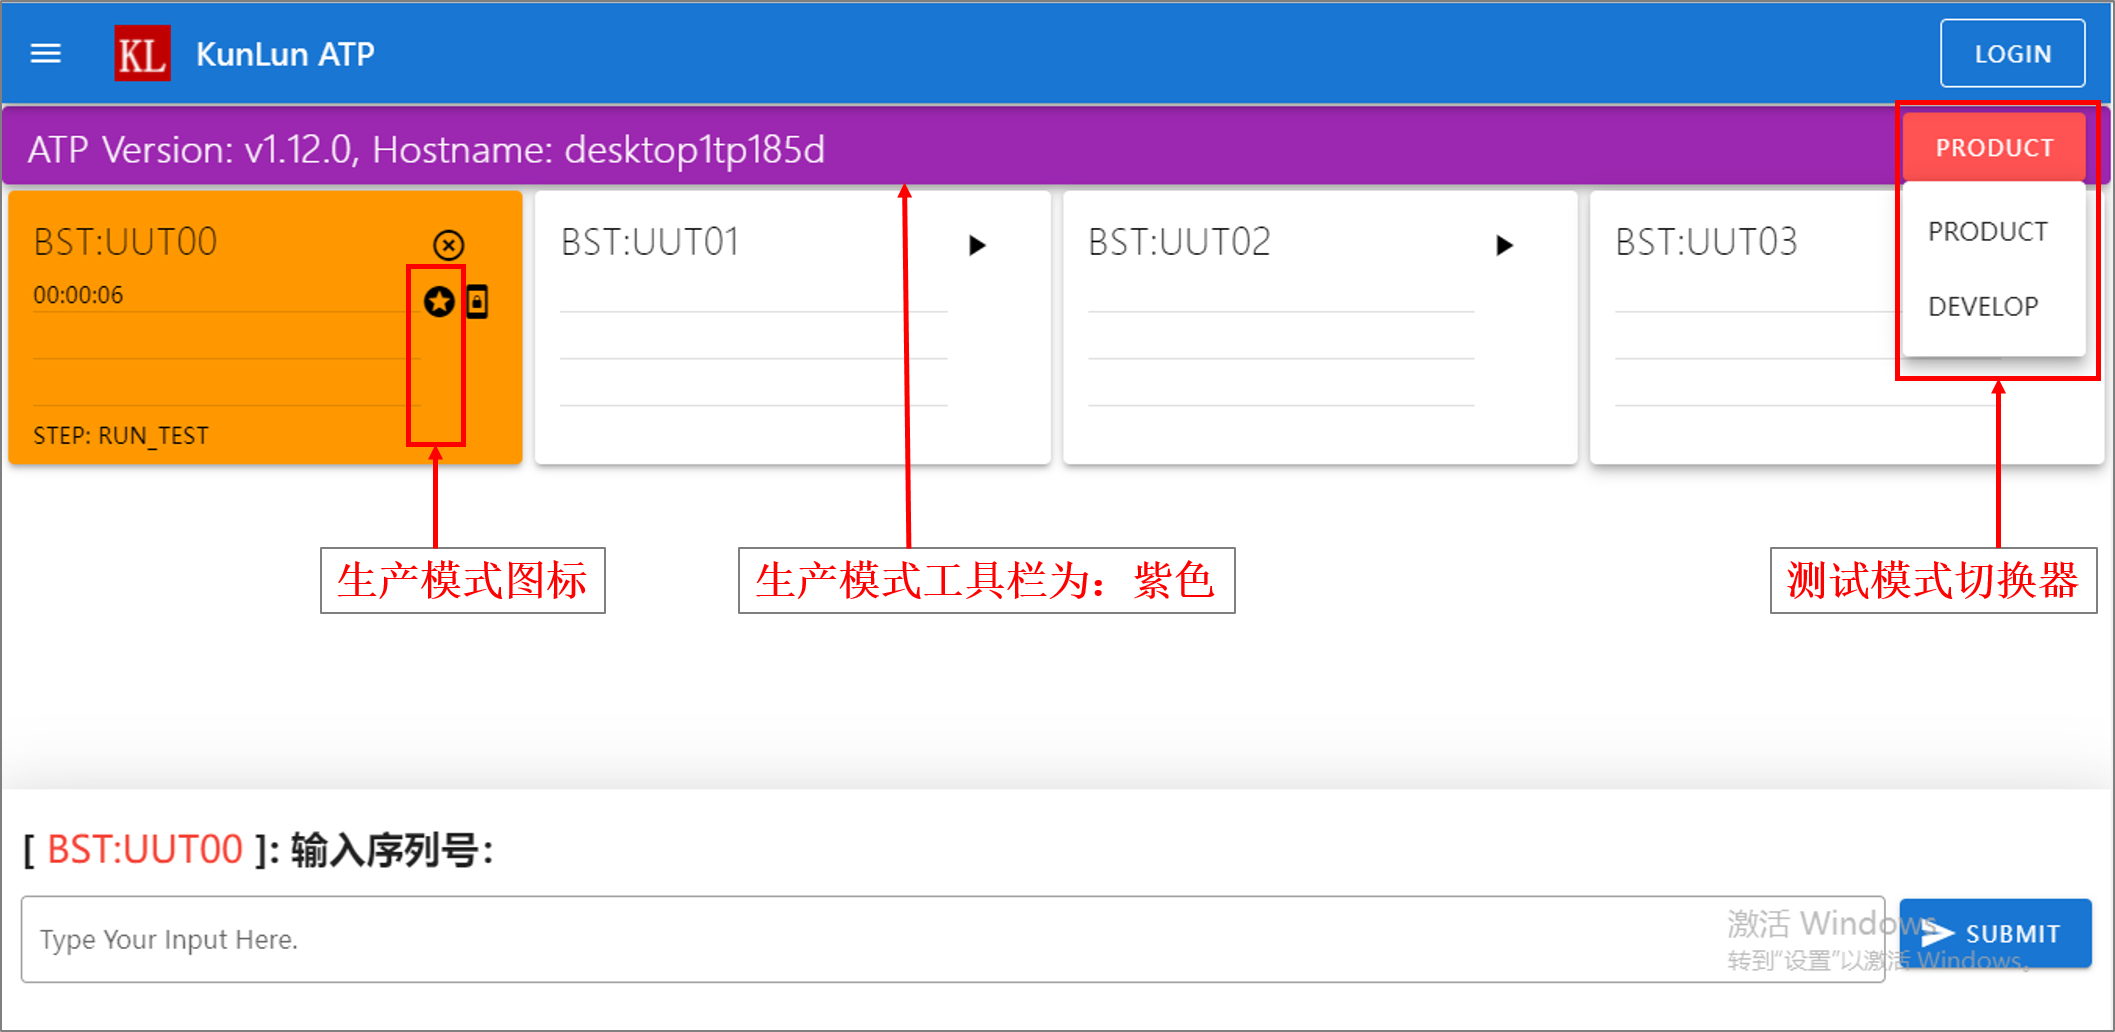 KL KunLun ATP
LOGIN
ATP Version: v1.12.0, Hostname: desktop1tp185d
PRODUCT
PRODUCT
DEVELOP
BST:UUT00
00:00:06
STEP: RUN_TEST
BST:UUT01
BST:UUT02
BST:UUT03
生产模式图标
生产模式工具栏为：紫色
测试模式切换器
[ BST:UUT00 ]: 输入序列号：
Type Your Input Here.
SUBMIT
激活 Windows
转到“设置”以激活 Windows。